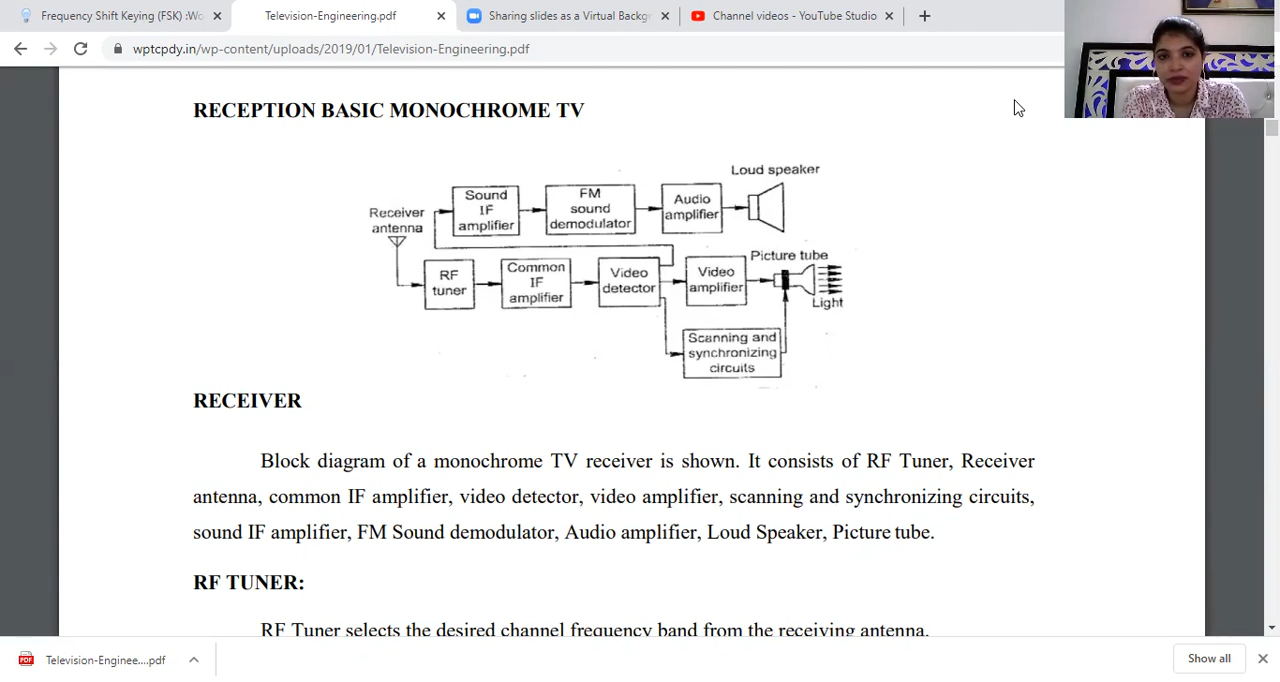 Frequency Shift Keying (FSK) :Wo
Television-Engineering.pdf
Sharing slides as a Virtual Backg
Channel videos - YouTube Studio
wptcpdy.in/wp-content/uploads/2019/01/Television-Engineering.pdf
RECEPTION BASIC MONOCHROME TV
Loud speaker
Receiver
antenna
Sound
IF
amplifier
FM
sound
demodulator
Audio
amplifier
RF
tuner
Common
IF
amplifier
Video
detector
Video
amplifier
Picture tube
Light
Scanning and
synchronizing
circuits
RECEIVER
Block diagram of a monochrome TV receiver is shown. It consists of RF Tuner, Receiver
antenna, common IF amplifier, video detector, video amplifier, scanning and synchronizing circuits,
sound IF amplifier, FM Sound demodulator, Audio amplifier, Loud Speaker, Picture tube.
RF TUNER:
RF Tuner selects the desired channel frequency band from the receiving antenna.
PDF
Television-Enginee....pdf
Show all